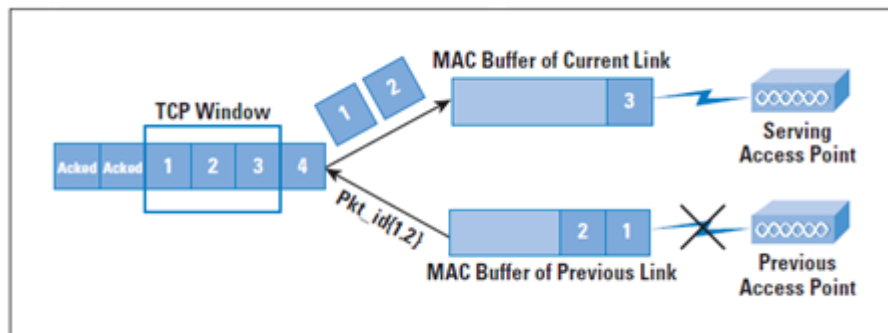 MAC Buffer of Current Link
1 2
3
TCP Window
Serving
Access Point
Acked Acked 1 2 3 4
Pkt_id{1,2}
2 1
MAC Buffer of Previous Link
Previous
Access Point